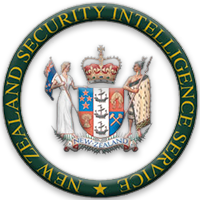 NEW ZEALAND SECURITY INTELLIGENCE SERVICE
NEW ZEALAND